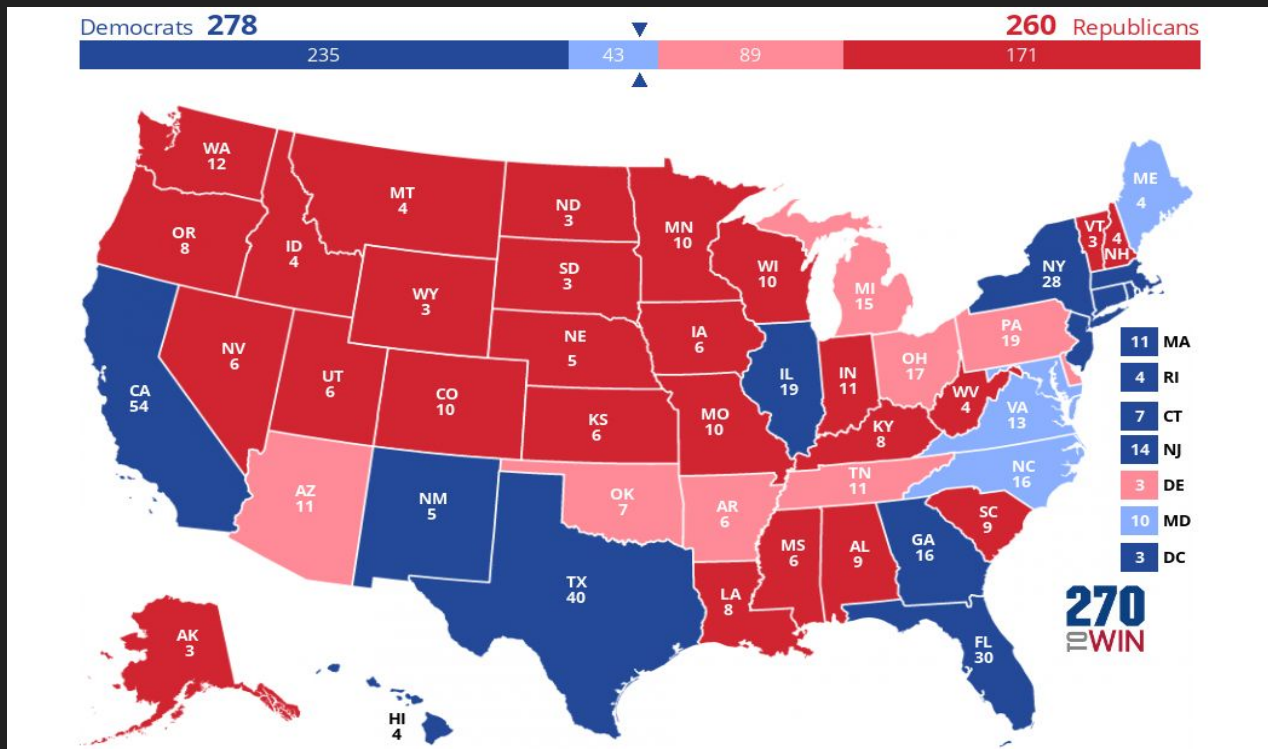 Democrats 278
260 Republicans
235 43 89 171
WA
12
OR
8
ID
4
MT
4
WY
3
ND
3
SD
3
NE
5
MN
10
WI
10
IA
6
MI
15
CA
54
NV
6
UT
6
CO
10
KS
6
MO
10
IL
19
IN
11
OH
17
PA
19
NY
28
VT
3
4
NH
ME
4
WV
4
VA
13
KY
8
NC
16
TN
11
SC
9
AZ
11
NM
5
OK
7
AR
6
TX
40
LA
8
MS
6
AL
9
GA
16
FL
30
AK
3
HI
4
11 MA
4 RI
7 CT
14 NJ
3 DE
10 MD
3 DC
270
TO WIN